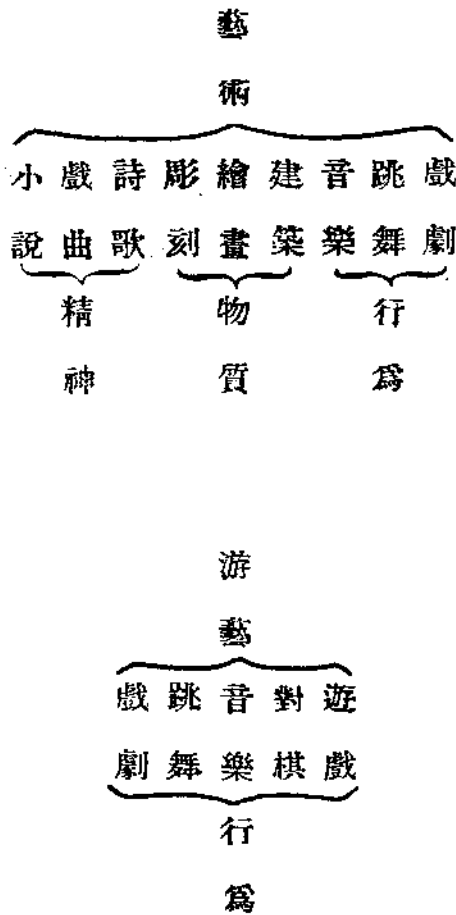 藝術
戲劇
跳舞
音樂
建築
繪畫
彫刻
詩歌
戲曲
小說
行爲
物質
精神
游藝
遊戲
對棋
音樂
跳舞
戲劇
行爲